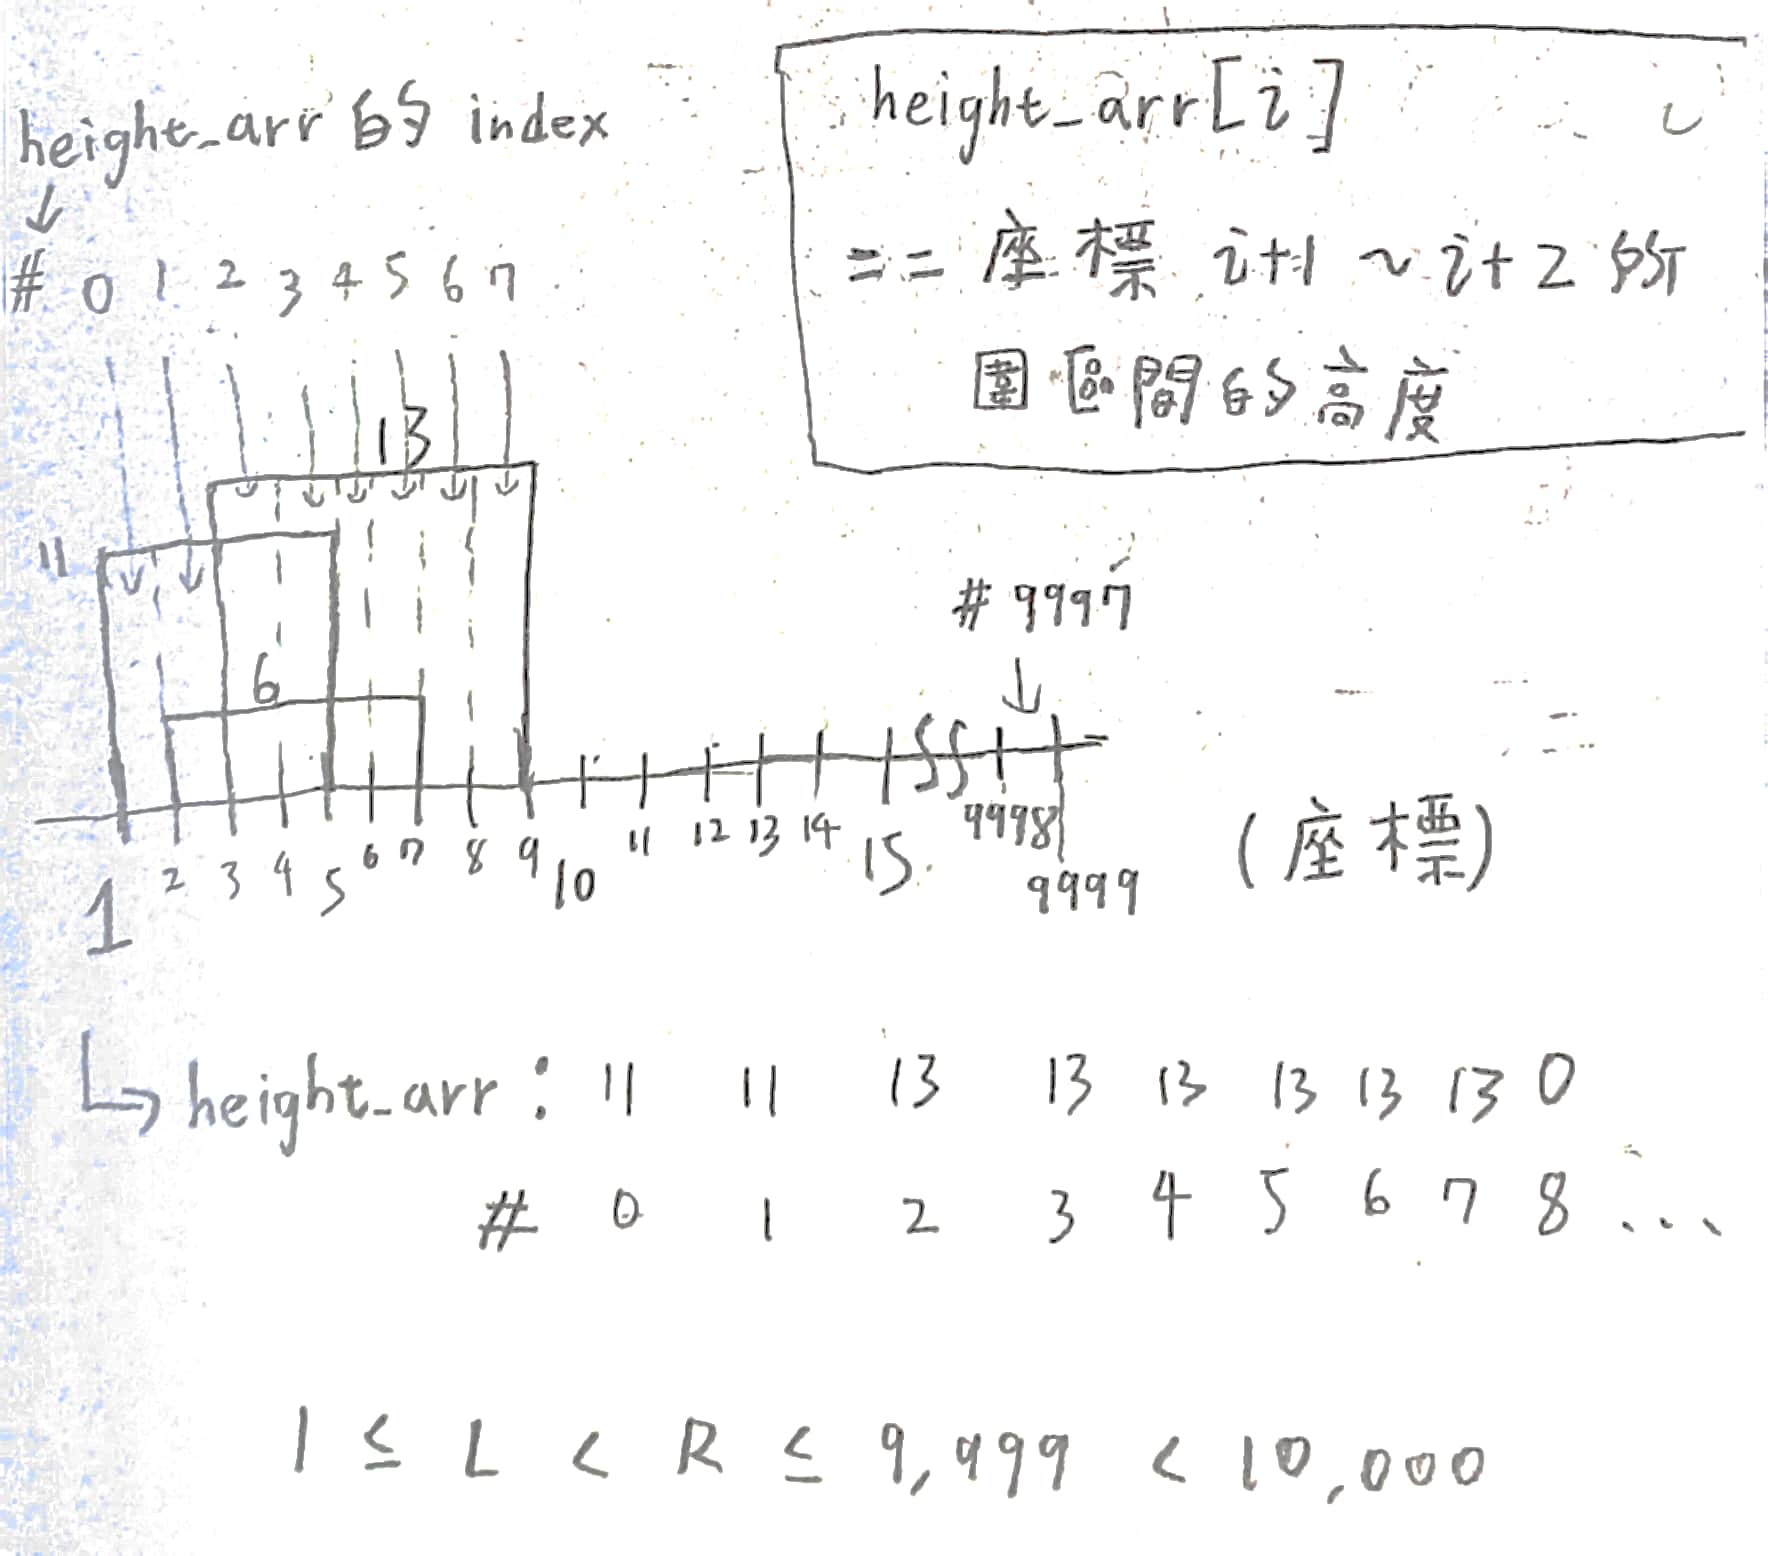 height_arr 的 index
↓
# 0 1 2 3 4 5 6 7
height_arr[i]
== 座標 i+1 ~ i+2 所
圍區間的高度
13
11
6
# 9997
↓
1 2 3 4 5 6 7 8 9 10 11 12 13 14 15 9998 9999
(座標)
↳ height_arr : 11 11 13 13 13 13 13 13 0
# 0 1 2 3 4 5 6 7 8 ...
1 ≤ L < R ≤ 9,999 < 10,000